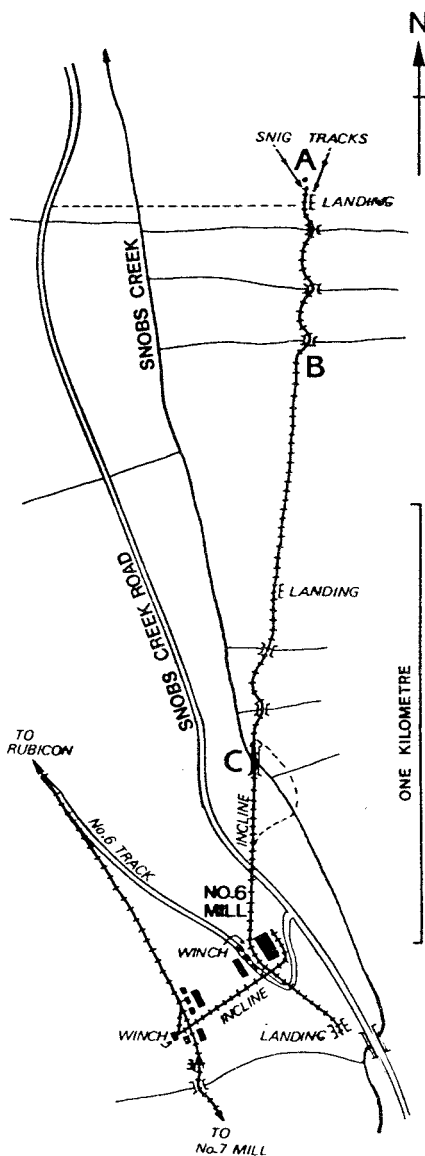 N
SNIG TRACKS
A
LANDING
SNOBS CREEK
B
ONE KILOMETRE
LANDING
SNOBS CREEK ROAD
C
TO
RUBICON
INCLINE
No.6 TRACK
NO.6
MILL
WINCH
INCLINE
WINCH
LANDING
TO
No.7 MILL